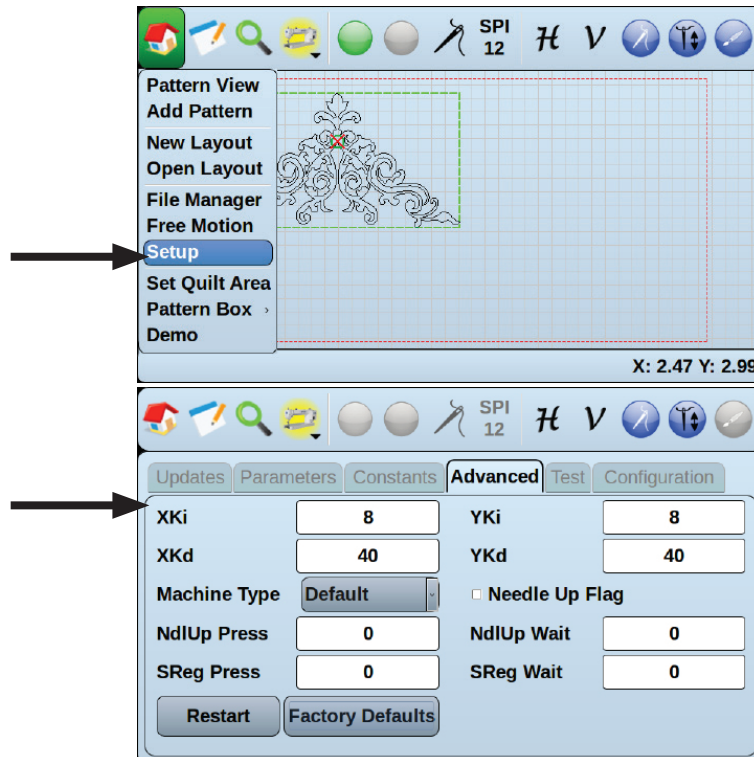 SPI
12
H V
Pattern View
Add Pattern
New Layout
Open Layout
File Manager
Free Motion
Setup
Set Quilt Area
Pattern Box ›
Demo
X: 2.47 Y: 2.99
SPI
12
H V
Updates Parameters Constants Advanced Test Configuration
XKi 8 YKi 8
XKd 40 YKd 40
Machine Type Default Needle Up Flag
NdlUp Press 0 NdlUp Wait 0
SReg Press 0 SReg Wait 0
Restart Factory Defaults